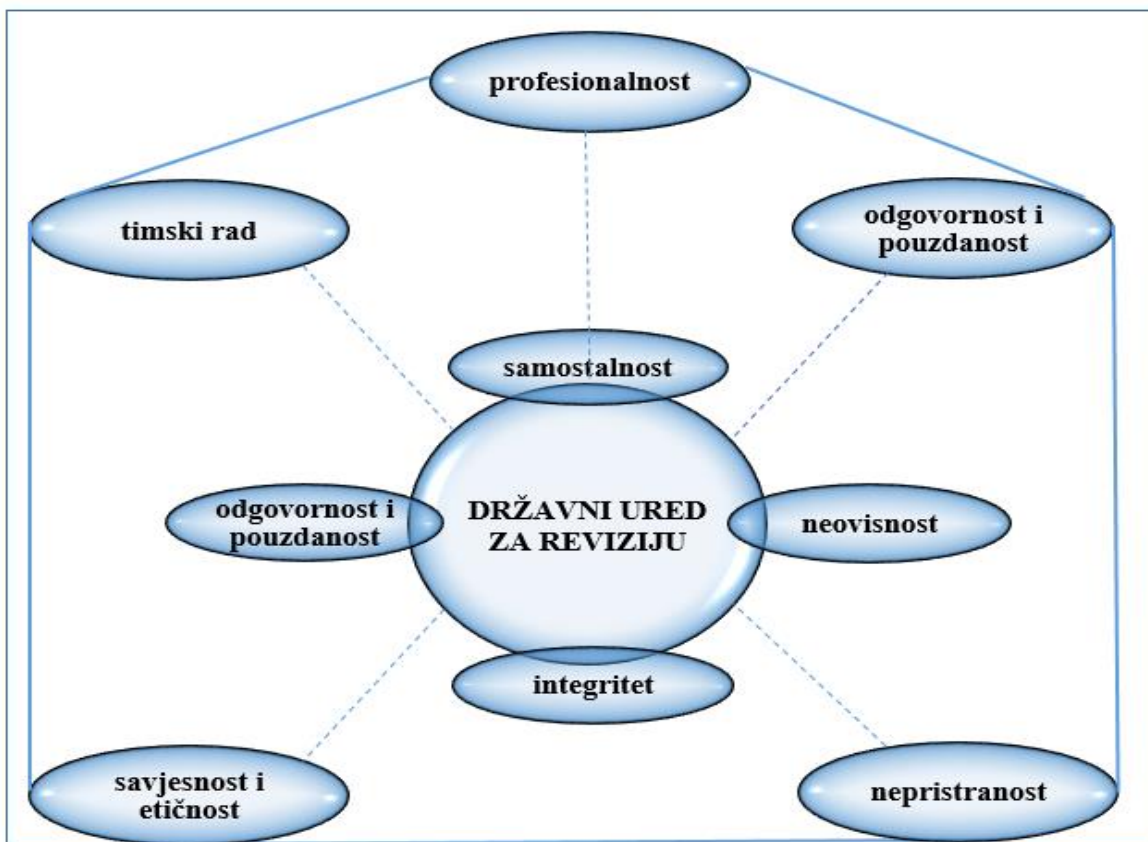 profesionalnost
timski rad
odgovornost i
pouzdanost
samostalnost
odgovornost i
pouzdanost
DRŽAVNI URED
ZA REVIZIJU
neovisnost
integritet
savjesnost i
etičnost
nepristranost